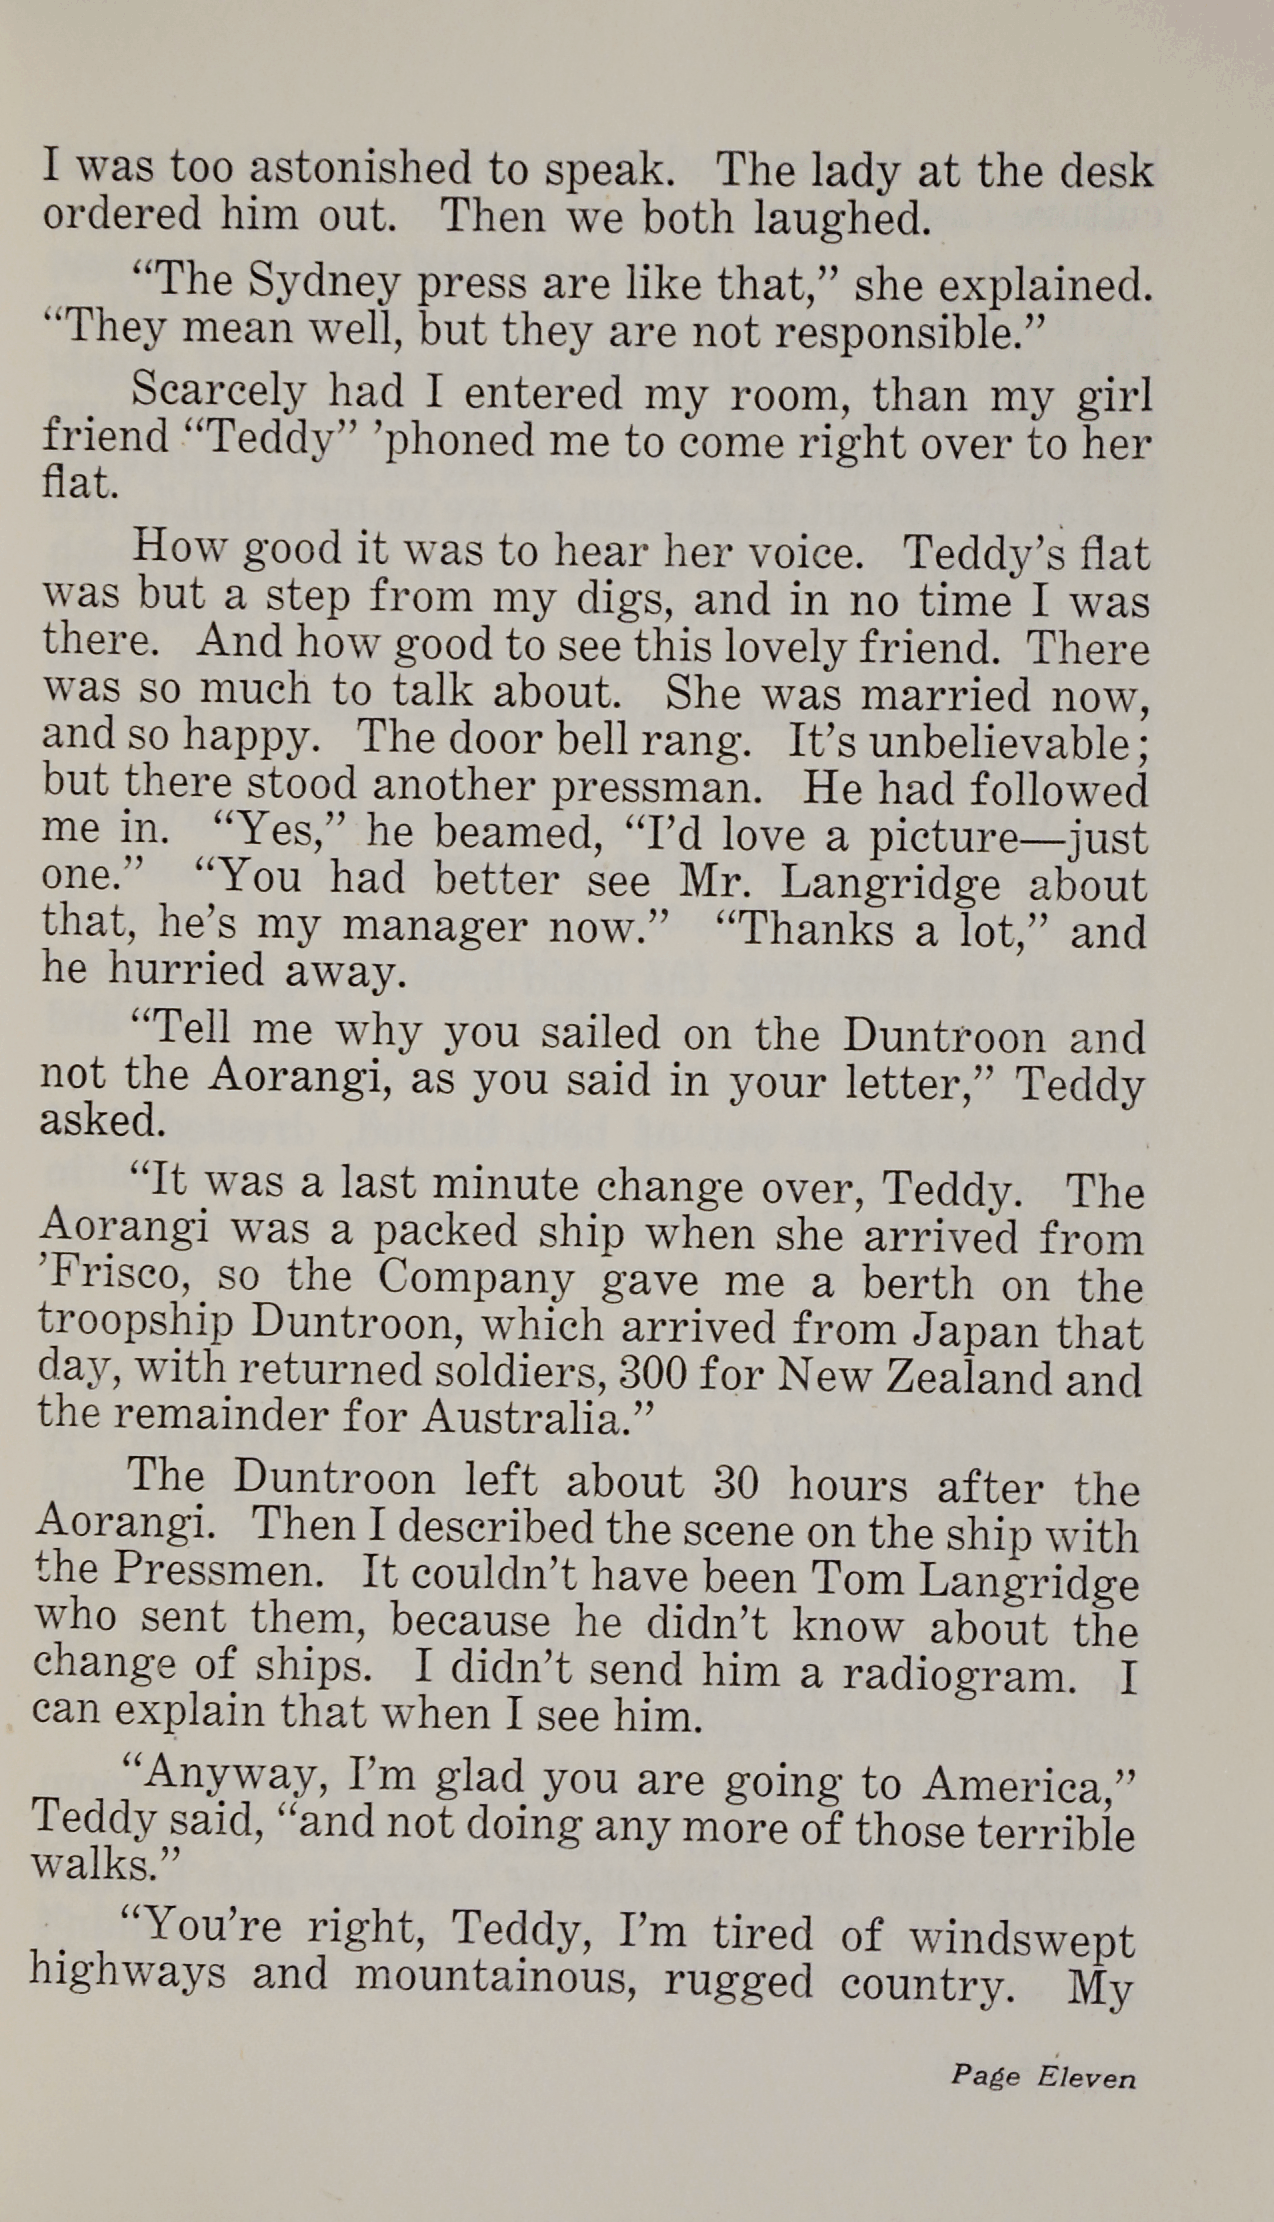 I was too astonished to speak. The lady at the desk
ordered him out. Then we both laughed.
“The Sydney press are like that,” she explained.
“They mean well, but they are not responsible.”
Scarcely had I entered my room, than my girl
friend “Teddy” ’phoned me to come right over to her
flat.
How good it was to hear her voice. Teddy’s flat
was but a step from my digs, and in no time I was
there. And how good to see this lovely friend. There
was so much to talk about. She was married now,
and so happy. The door bell rang. It’s unbelievable;
but there stood another pressman. He had followed
me in. “Yes,” he beamed, “I’d love a picture—just
one.” “You had better see Mr. Langridge about
that, he’s my manager now.” “Thanks a lot,” and
he hurried away.
“Tell me why you sailed on the Duntroon and
not the Aorangi, as you said in your letter,” Teddy
asked.
“It was a last minute change over, Teddy. The
Aorangi was a packed ship when she arrived from
’Frisco, so the Company gave me a berth on the
troopship Duntroon, which arrived from Japan that
day, with returned soldiers, 300 for New Zealand and
the remainder for Australia.”
The Duntroon left about 30 hours after the
Aorangi. Then I described the scene on the ship with
the Pressmen. It couldn’t have been Tom Langridge
who sent them, because he didn’t know about the
change of ships. I didn’t send him a radiogram. I
can explain that when I see him.
“Anyway, I’m glad you are going to America,”
Teddy said, “and not doing any more of those terrible
walks.”
“You’re right, Teddy, I’m tired of windswept
highways and mountainous, rugged country. My
Page Eleven